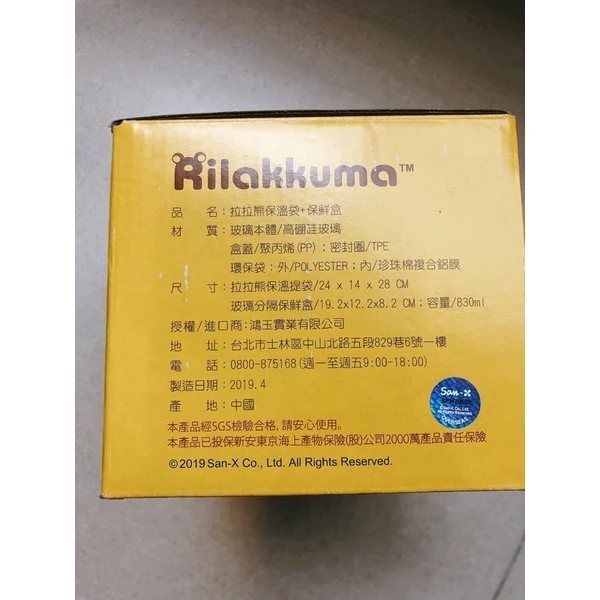 Rilakkuma™
品　名:拉拉熊保溫袋+保鮮盒
材　質:玻璃本體/高硼硅玻璃
盒蓋/聚丙烯(PP);密封圈/TPE
環保袋:外/POLYESTER;內/珍珠棉複合鋁膜
尺　寸:拉拉熊保溫提袋/24 x 14 x 28 CM
玻璃分隔保鮮盒/19.2x12.2x8.2 CM;容量/830ml
授權/進口商:鴻玉實業有限公司
地　址:台北市士林區中山北路五段829巷6號一樓
電　話:0800-875168(週一至週五9:00-18:00)
製造日期:2019.4
產　地:中國
本產品經SGS檢驗合格,請安心使用。
本產品已投保新安東京海上產物保險(股)公司2000萬產品責任保險
©2019 San-X Co., Ltd. All Rights Reserved.
San-X
©San-X Co., Ltd.
All Rights Reserved.
OVERSEAS